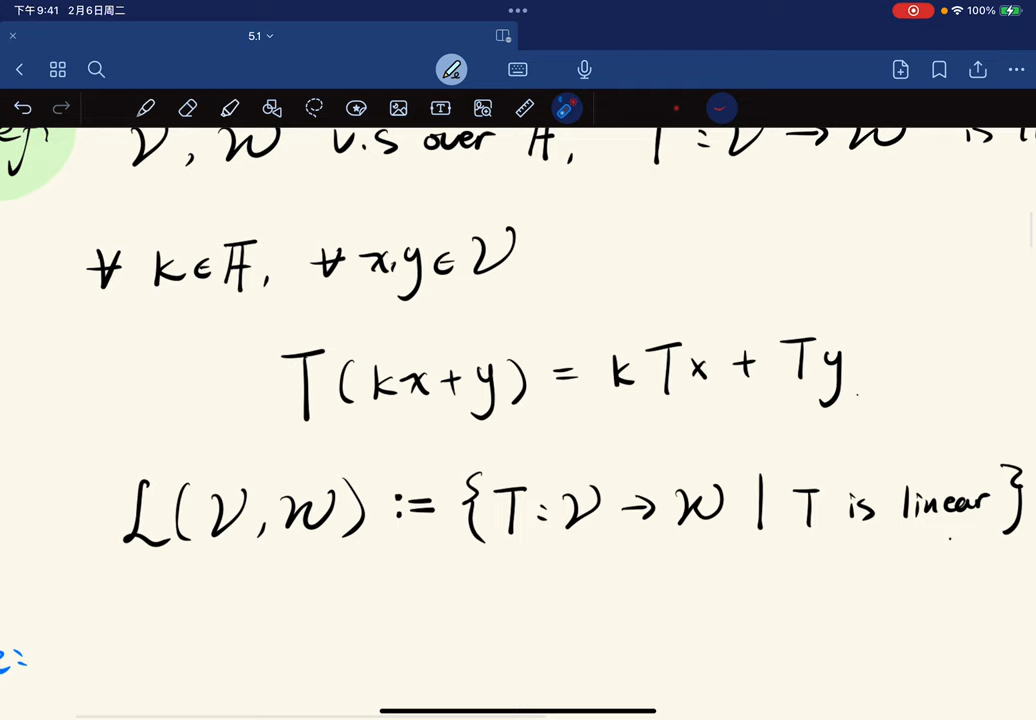 下午9:41 2月6日周二
100%
5.1
V, W v.s over F, T : V → W is
∀ k ∈ F, ∀ x, y ∈ V
T(kx + y) = kTx + Ty.
L(V, W) := {T : V → W | T is linear}